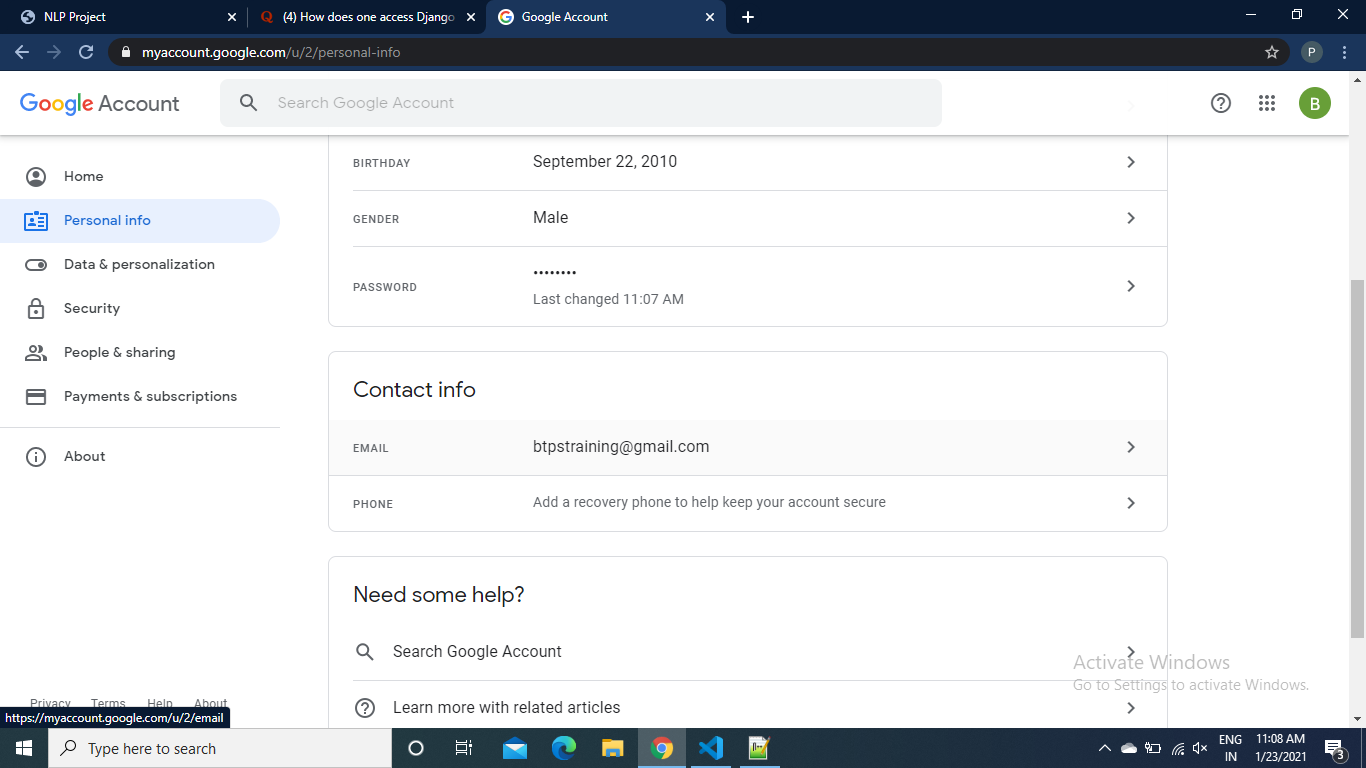 NLP Project
(4) How does one access Django
Google Account
myaccount.google.com/u/2/personal-info
P
Google Account
Search Google Account
B
Home
Personal info
Data & personalization
Security
People & sharing
Payments & subscriptions
About
BIRTHDAY
September 22, 2010
GENDER
Male
PASSWORD
••••••••
Last changed 11:07 AM
Contact info
EMAIL
btpstraining@gmail.com
PHONE
Add a recovery phone to help keep your account secure
Need some help?
Search Google Account
Learn more with related articles
Activate Windows
Go to Settings to activate Windows.
Privacy Terms Help About
https://myaccount.google.com/u/2/email
Type here to search
ENG
IN
11:08 AM
1/23/2021
3